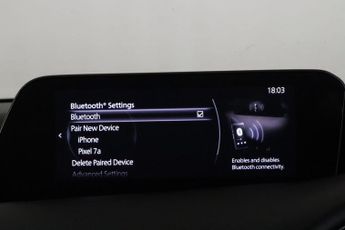 18:03
Bluetooth® Settings
Bluetooth
Pair New Device
iPhone
Pixel 7a
Delete Paired Device
Advanced Settings
Enables and disables
Bluetooth connectivity.